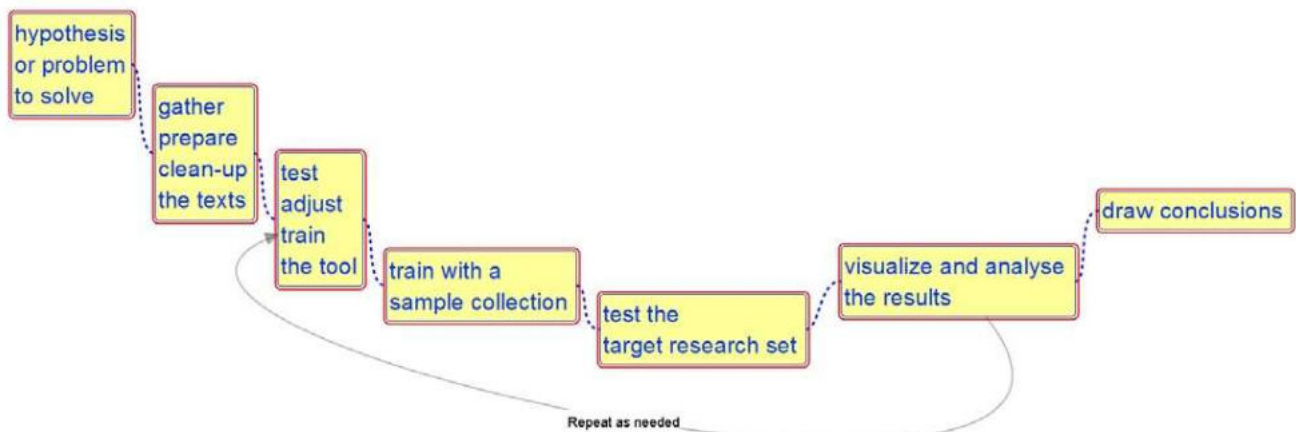 hypothesis
or problem
to solve
gather
prepare
clean-up
the texts
test
adjust
train
the tool
train with a
sample collection
test the
target research set
visualize and analyse
the results
draw conclusions
Repeat as needed